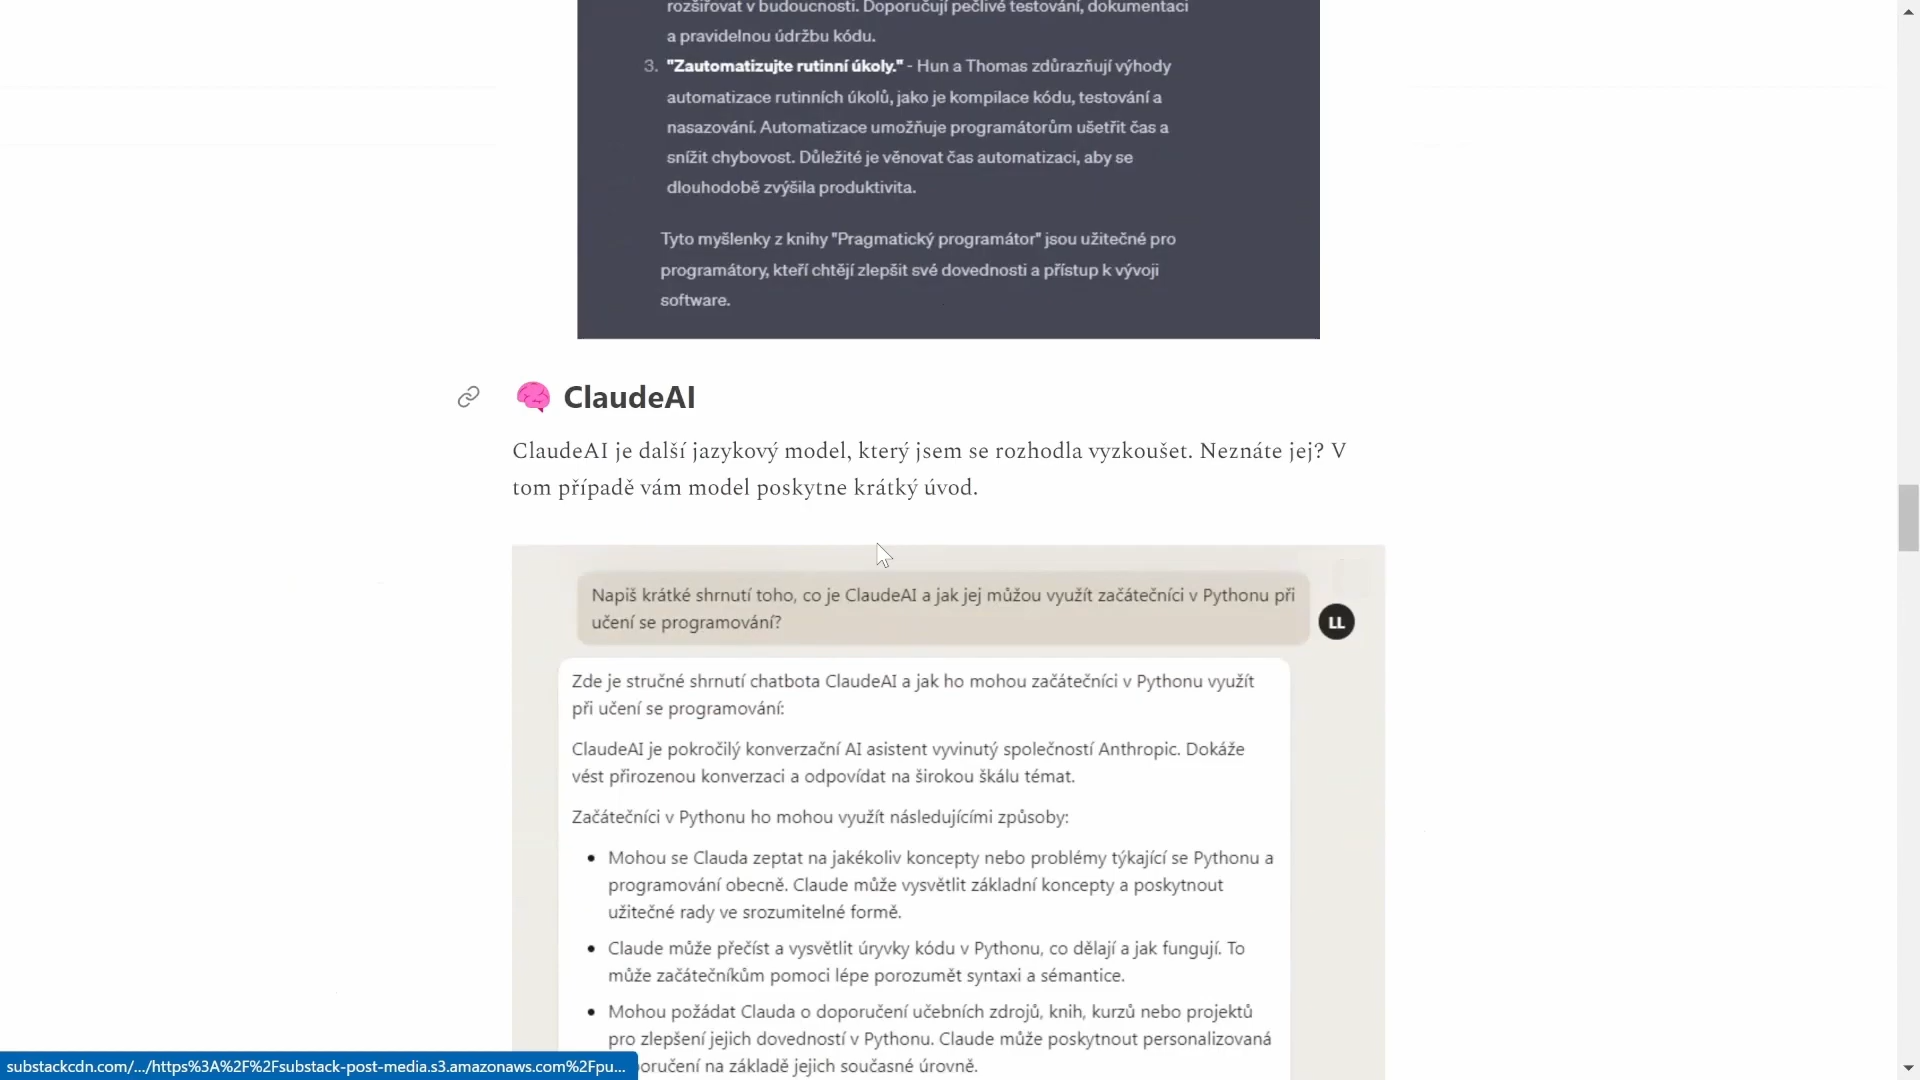 rozšiřovat v budoucnosti. Doporučují pečlivé testování, dokumentaci
a pravidelnou údržbu kódu.
3. "Zautomatizujte rutinní úkoly." - Hun a Thomas zdůrazňují výhody
automatizace rutinních úkolů, jako je kompilace kódu, testování a
nasazování. Automatizace umožňuje programátorům ušetřit čas a
snížit chybovost. Důležité je věnovat čas automatizaci, aby se
dlouhodobě zvýšila produktivita.
Tyto myšlenky z knihy "Pragmatický programátor" jsou užitečné pro
programátory, kteří chtějí zlepšit své dovednosti a přístup k vývoji
software.
ClaudeAI
ClaudeAI je další jazykový model, který jsem se rozhodla vyzkoušet. Neznáte jej? V
tom případě vám model poskytne krátký úvod.
Napiš krátké shrnutí toho, co je ClaudeAI a jak jej můžou využít začátečníci v Pythonu při
učení se programování?
LL
Zde je stručné shrnutí chatbota ClaudeAI a jak ho mohou začátečníci v Pythonu využít
při učení se programování:
ClaudeAI je pokročilý konverzační AI asistent vyvinutý společností Anthropic. Dokáže
vést přirozenou konverzaci a odpovídat na širokou škálu témat.
Začátečníci v Pythonu ho mohou využít následujícími způsoby:
• Mohou se Clauda zeptat na jakékoliv koncepty nebo problémy týkající se Pythonu a
programování obecně. Claude může vysvětlit základní koncepty a poskytnout
užitečné rady ve srozumitelné formě.
• Claude může přečíst a vysvětlit úryvky kódu v Pythonu, co dělají a jak fungují. To
může začátečníkům pomoci lépe porozumět syntaxi a sémantice.
• Mohou požádat Clauda o doporučení učebních zdrojů, knih, kurzů nebo projektů
pro zlepšení jejich dovedností v Pythonu. Claude může poskytnout personalizovaná
oručení na základě jejich současné úrovně.
substackcdn.com/.../https%3A%2F%2Fsubstack-post-media.s3.amazonaws.com%2Fpu...